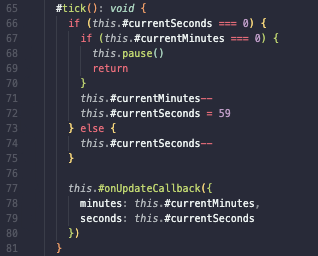 65 #tick(): void {
66 if (this.#currentSeconds === 0) {
67 if (this.#currentMinutes === 0) {
68 this.pause()
69 return
70 }
71 this.#currentMinutes--
72 this.#currentSeconds = 59
73 } else {
74 this.#currentSeconds--
75 }
76
77 this.#onUpdateCallback({
78 minutes: this.#currentMinutes,
79 seconds: this.#currentSeconds
80 })
81 }